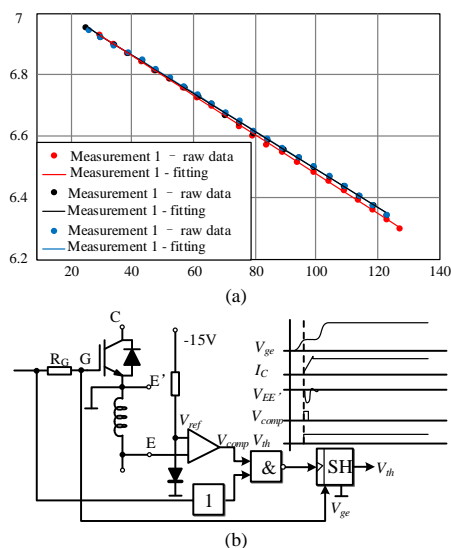 7
6.8
6.6
6.4
6.2
Measurement 1 - raw data
Measurement 1 - fitting
Measurement 1 - raw data
Measurement 1 - fitting
Measurement 1 - raw data
Measurement 1 - fitting
20 40 60 80 100 120 140
(a)
C
-15V
RG G
E'
Vref
E
Vcomp
&
1
SH
Vth
Vge
Vge
IC
VEE'
Vcomp
Vth
(b)